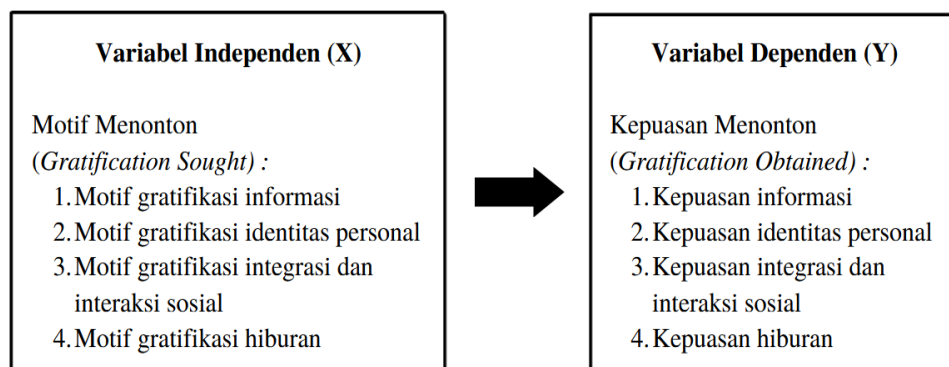 Variabel Independen (X)
Motif Menonton
(Gratification Sought) :
1. Motif gratifikasi informasi
2. Motif gratifikasi identitas personal
3. Motif gratifikasi integrasi dan
interaksi sosial
4. Motif gratifikasi hiburan
Variabel Dependen (Y)
Kepuasan Menonton
(Gratification Obtained) :
1. Kepuasan informasi
2. Kepuasan identitas personal
3. Kepuasan integrasi dan
interaksi sosial
4. Kepuasan hiburan